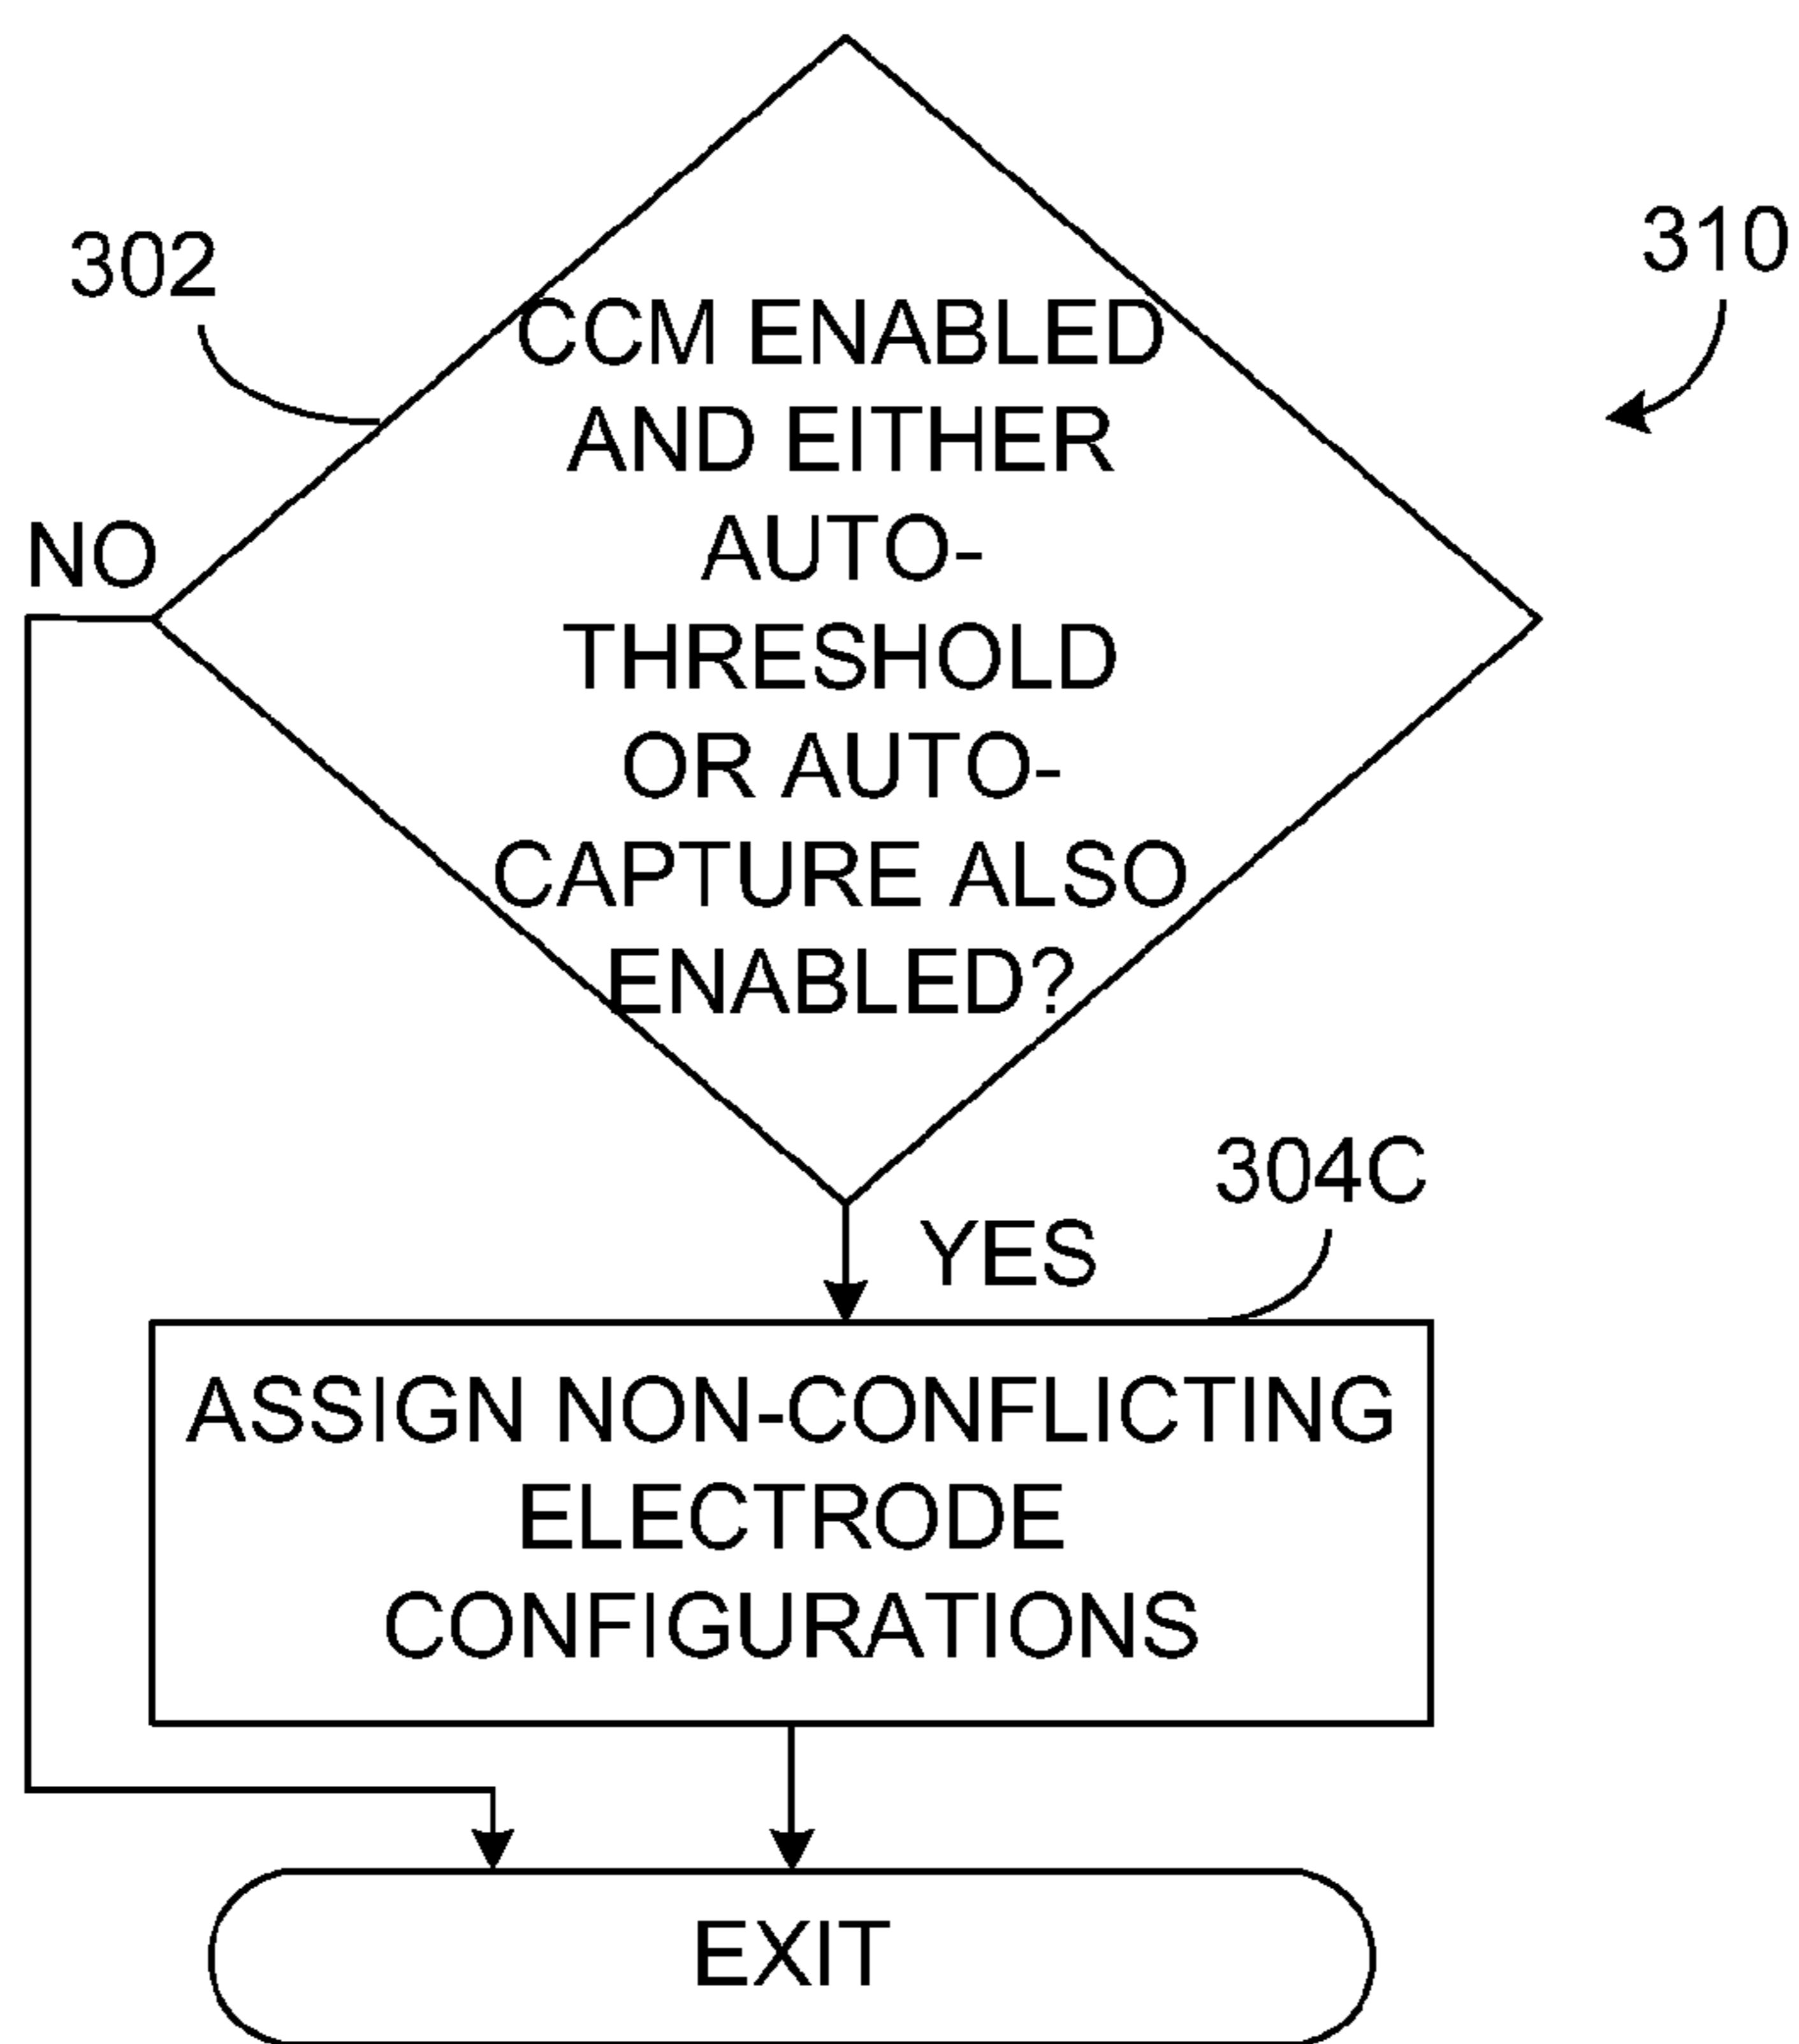 302
310
CCM ENABLED
AND EITHER
AUTO-
THRESHOLD
OR AUTO-
CAPTURE ALSO
ENABLED?
NO
YES
304C
ASSIGN NON-CONFLICTING
ELECTRODE
CONFIGURATIONS
EXIT